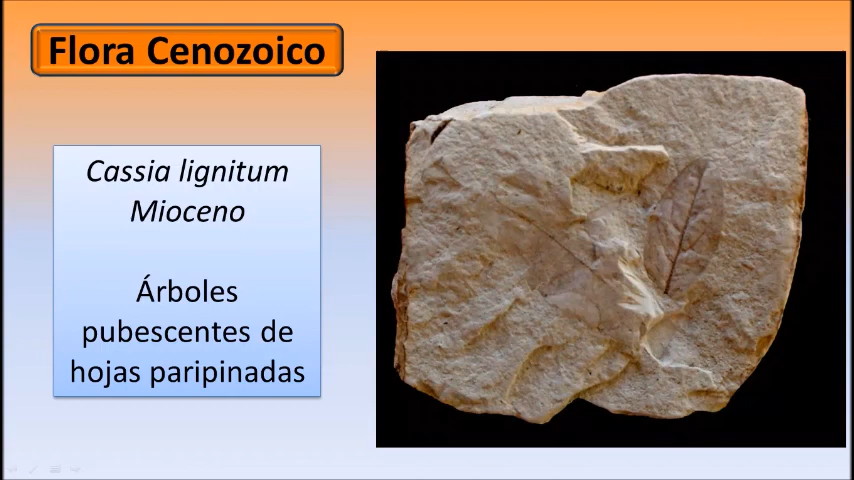 Flora Cenozoico
Cassia lignitum
Mioceno
Árboles
pubescentes de
hojas paripinadas